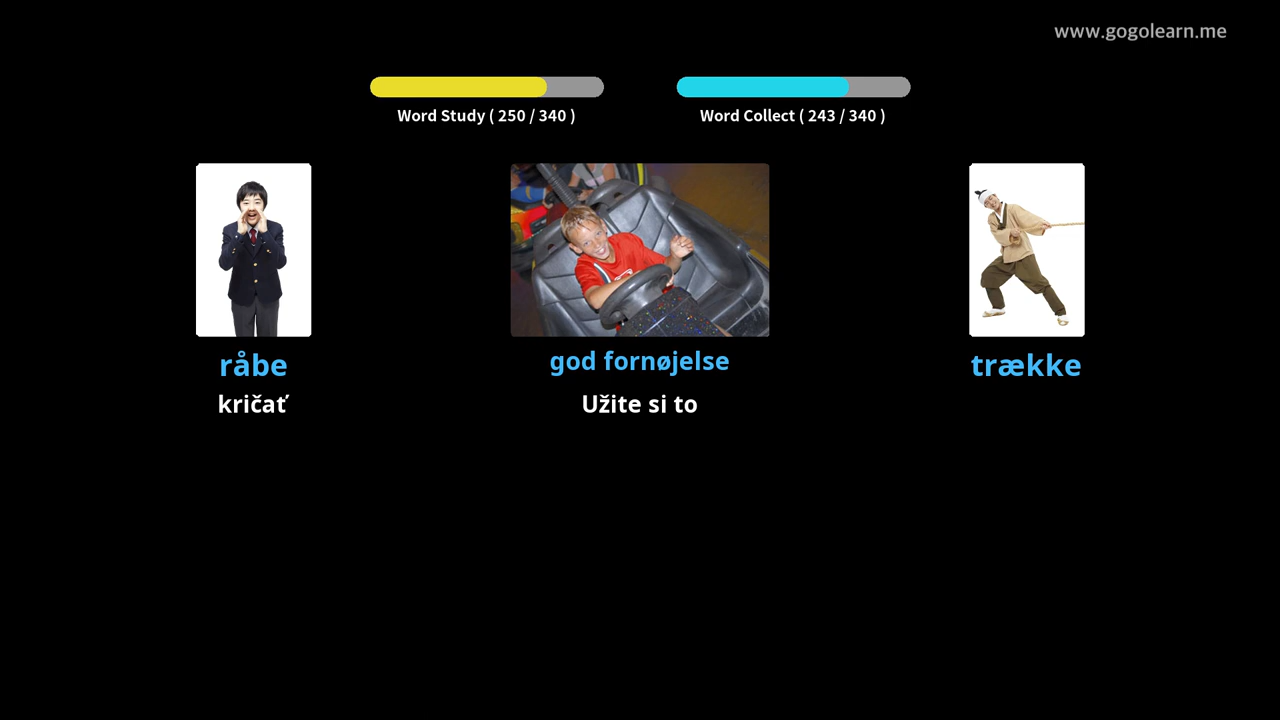 www.gogolearn.me
Word Study ( 250 / 340 )
Word Collect ( 243 / 340 )
råbe
god fornøjelse
trække
kričať
Užite si to